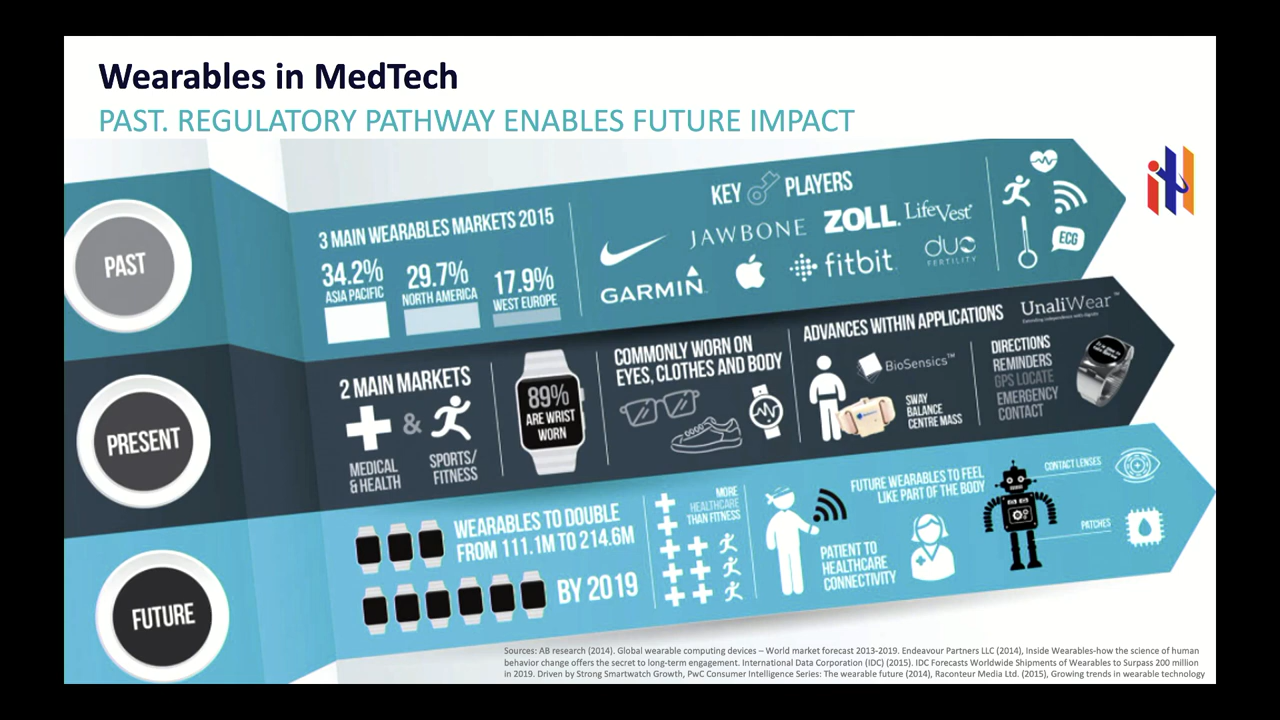 Wearables in MedTech
PAST. REGULATORY PATHWAY ENABLES FUTURE IMPACT
PAST
3 MAIN WEARABLES MARKETS 2015
34.2%
ASIA PACIFIC
29.7%
NORTH AMERICA
17.9%
WEST EUROPE
KEY PLAYERS
JAWBONE
ZOLL.
LifeVest
GARMIN
fitbit
duo
FERTILITY
ECG
PRESENT
2 MAIN MARKETS
&
MEDICAL
& HEALTH
SPORTS/
FITNESS
89%
ARE WRIST
WORN
COMMONLY WORN ON
EYES, CLOTHES AND BODY
ADVANCES WITHIN APPLICATIONS
BioSensics™
SWAY
BALANCE
CENTRE MASS
UnaliWear™
Extending independence with dignity
DIRECTIONS
REMINDERS
GPS LOCATE
EMERGENCY
CONTACT
FUTURE
WEARABLES TO DOUBLE
FROM 111.1M TO 214.6M
BY 2019
MORE
HEALTHCARE
THAN FITNESS
PATIENT TO
HEALTHCARE
CONNECTIVITY
FUTURE WEARABLES TO FEEL
LIKE PART OF THE BODY
CONTACT LENSES
PATCHES
Sources: AB research (2014). Global wearable computing devices – World market forecast 2013-2019. Endeavour Partners LLC (2014), Inside Wearables-how the science of human
behavior change offers the secret to long-term engagement. International Data Corporation (IDC) (2015). IDC Forecasts Worldwide Shipments of Wearables to Surpass 200 million
in 2019. Driven by Strong Smartwatch Growth, PwC Consumer Intelligence Series: The wearable future (2014), Raconteur Media Ltd. (2015), Growing trends in wearable technology